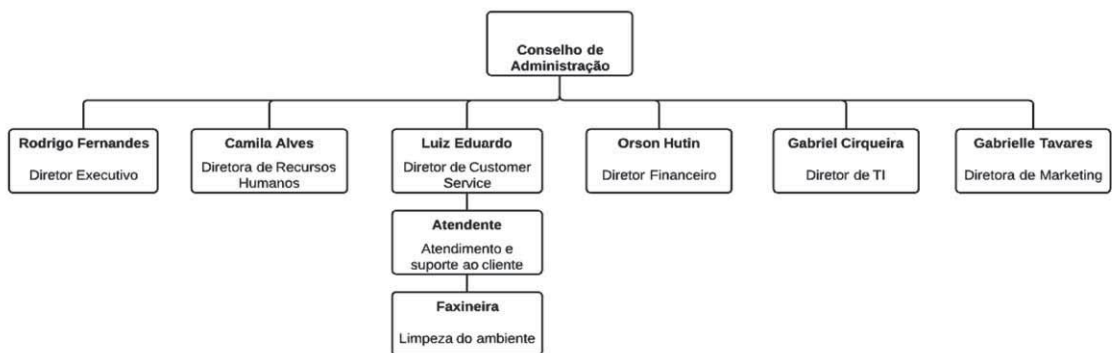 Conselho de
Administração
Rodrigo Fernandes
Diretor Executivo
Camila Alves
Diretora de Recursos
Humanos
Luiz Eduardo
Diretor de Customer
Service
Orson Hutin
Diretor Financeiro
Gabriel Cirqueira
Diretor de TI
Gabrielle Tavares
Diretora de Marketing
Atendente
Atendimento e
suporte ao cliente
Faxineira
Limpeza do ambiente